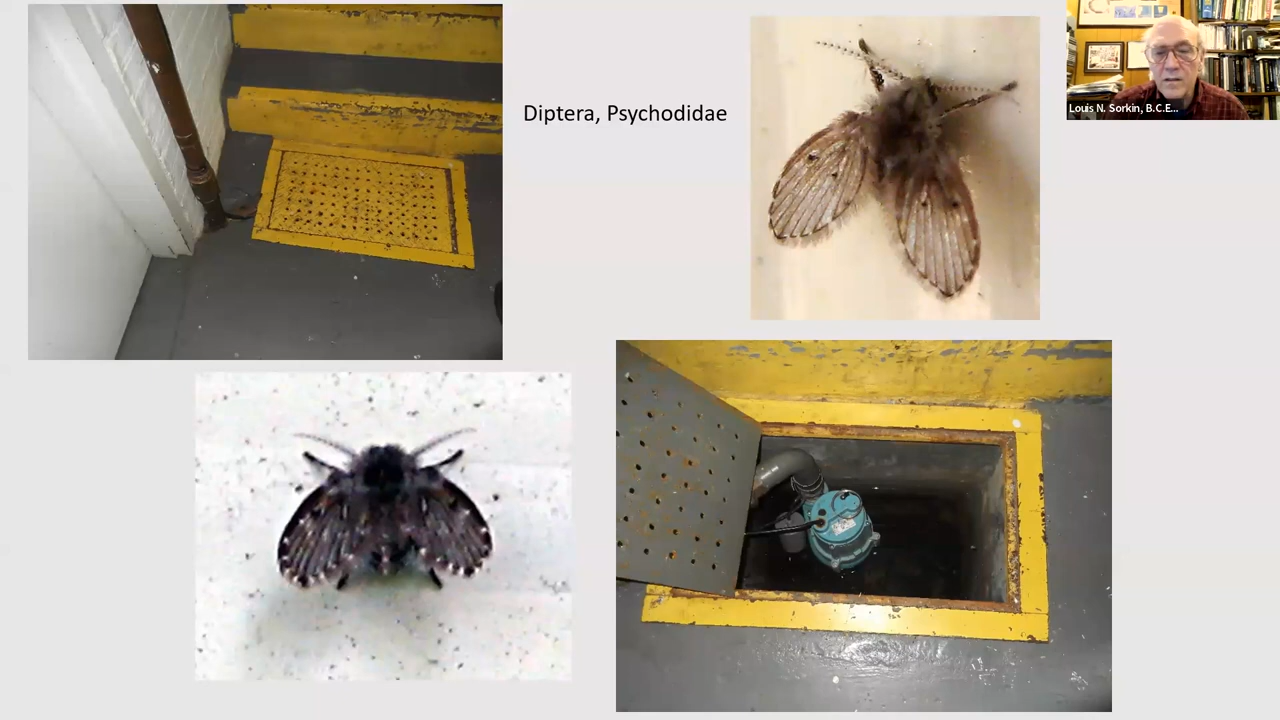 Diptera, Psychodidae
Louis N. Sorkin, B.C.E...